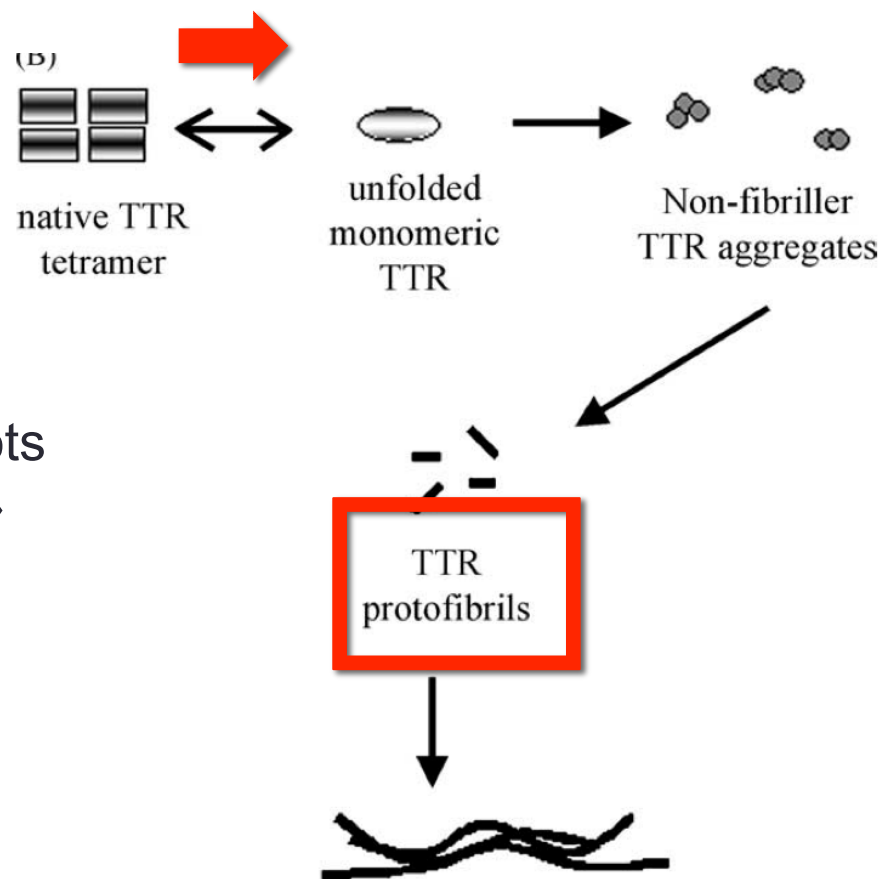 (B)
native TTR
tetramer
unfolded
monomeric
TTR
Non-fibriller
TTR aggregates
TTR
protofibrils